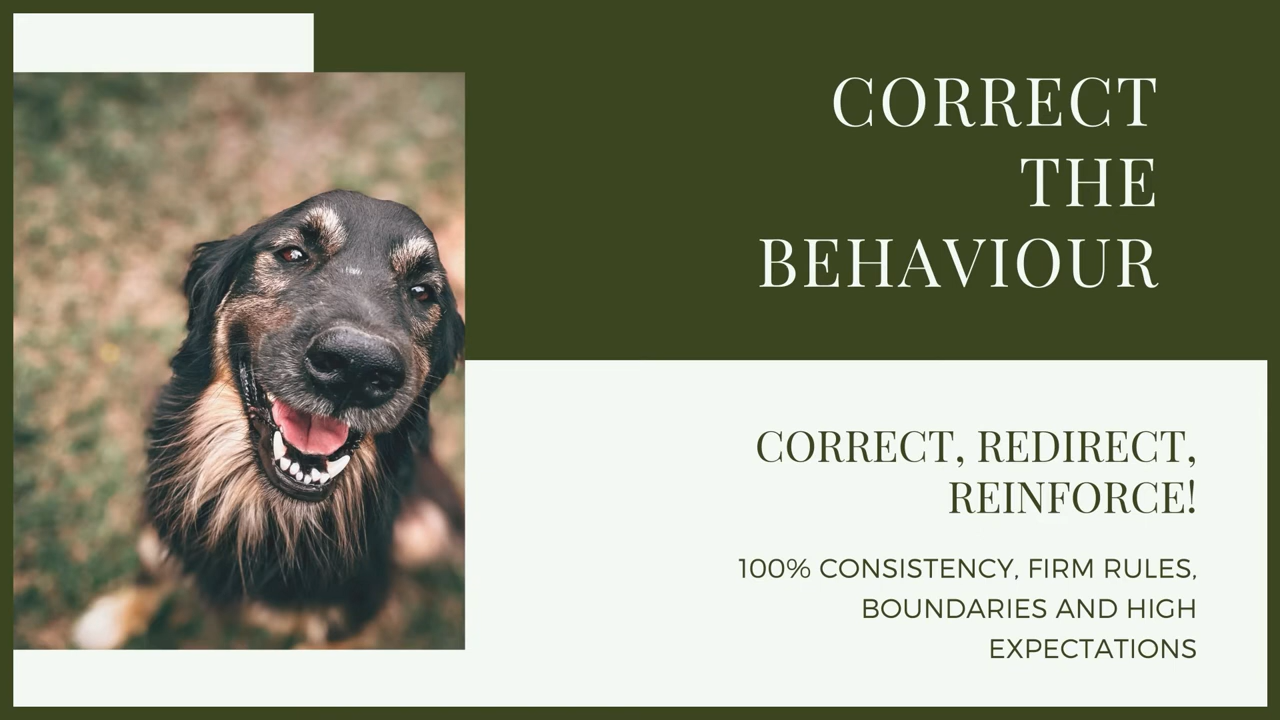 CORRECT
THE
BEHAVIOUR
CORRECT, REDIRECT,
REINFORCE!
100% CONSISTENCY, FIRM RULES,
BOUNDARIES AND HIGH
EXPECTATIONS